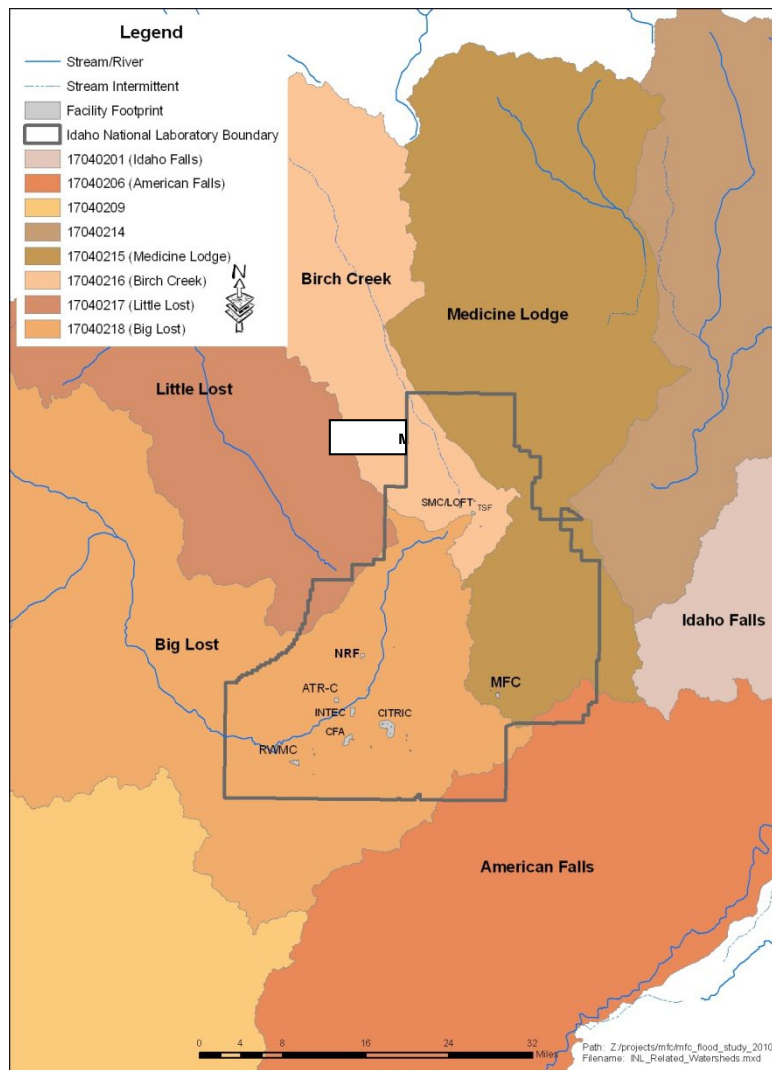 Legend
Stream/River
Stream Intermittent
Facility Footprint
Idaho National Laboratory Boundary
17040201 (Idaho Falls)
17040206 (American Falls)
17040209
17040214
17040215 (Medicine Lodge)
17040216 (Birch Creek)
17040217 (Little Lost)
17040218 (Big Lost)
N
Birch Creek
Medicine Lodge
Little Lost
M
SMC/LOFT
TSF
Idaho Falls
Big Lost
NRF
MFC
ATR-C
INTEC
CITRIC
CFA
RWMC
American Falls
0 4 8 16 24 32
Miles
Path: Z:/projects/mfc/mfc_flood_study_2010
Filename: INL_Related_Watersheds.mxd